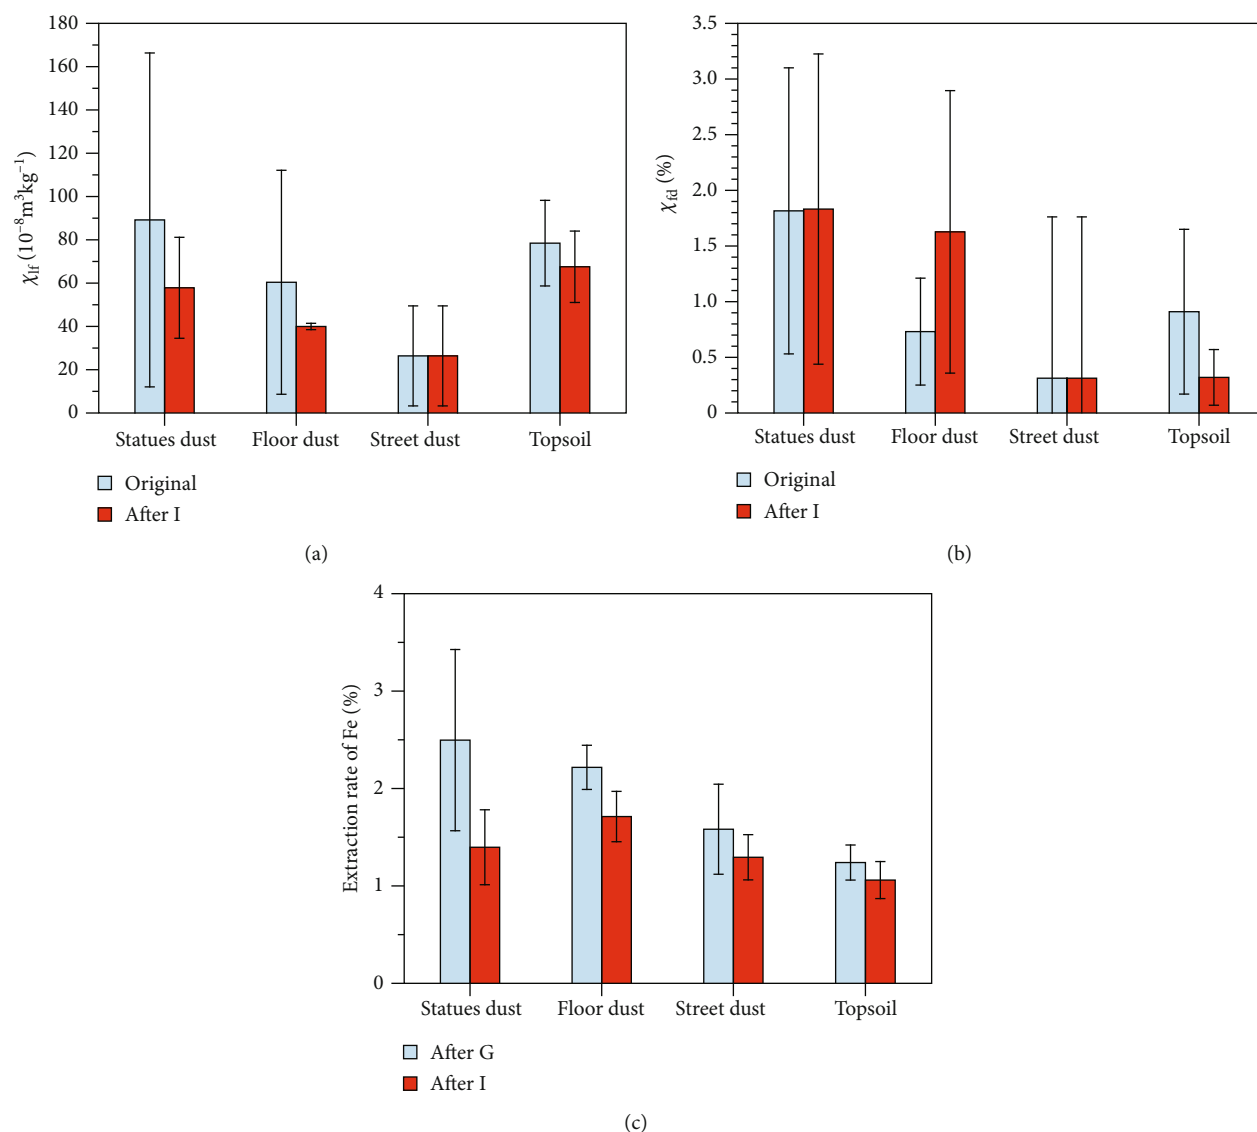 180
160
140
120
100
80
60
40
20
0
χlf (10⁻⁸m³kg⁻¹)
Statues dust Floor dust Street dust Topsoil
Original
After I
(a)
3.5
3.0
2.5
2.0
1.5
1.0
0.5
0
χfd (%)
Statues dust Floor dust Street dust Topsoil
Original
After I
(b)
4
3
2
1
0
Extraction rate of Fe (%)
Statues dust Floor dust Street dust Topsoil
After G
After I
(c)